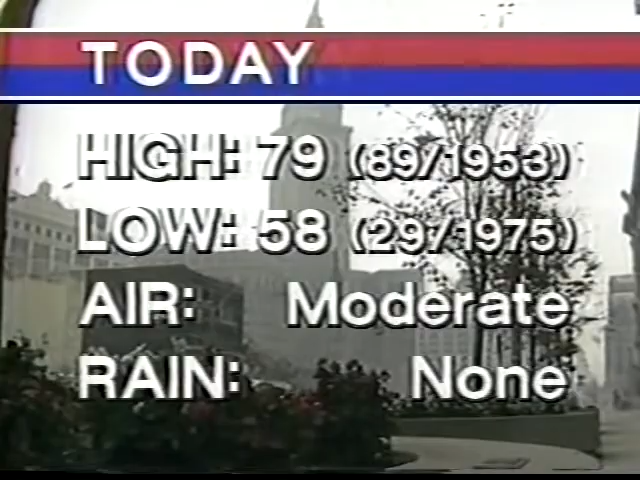 TODAY
HIGH: 79 (89/1953)
LOW: 58 (29/1975)
AIR: Moderate
RAIN: None